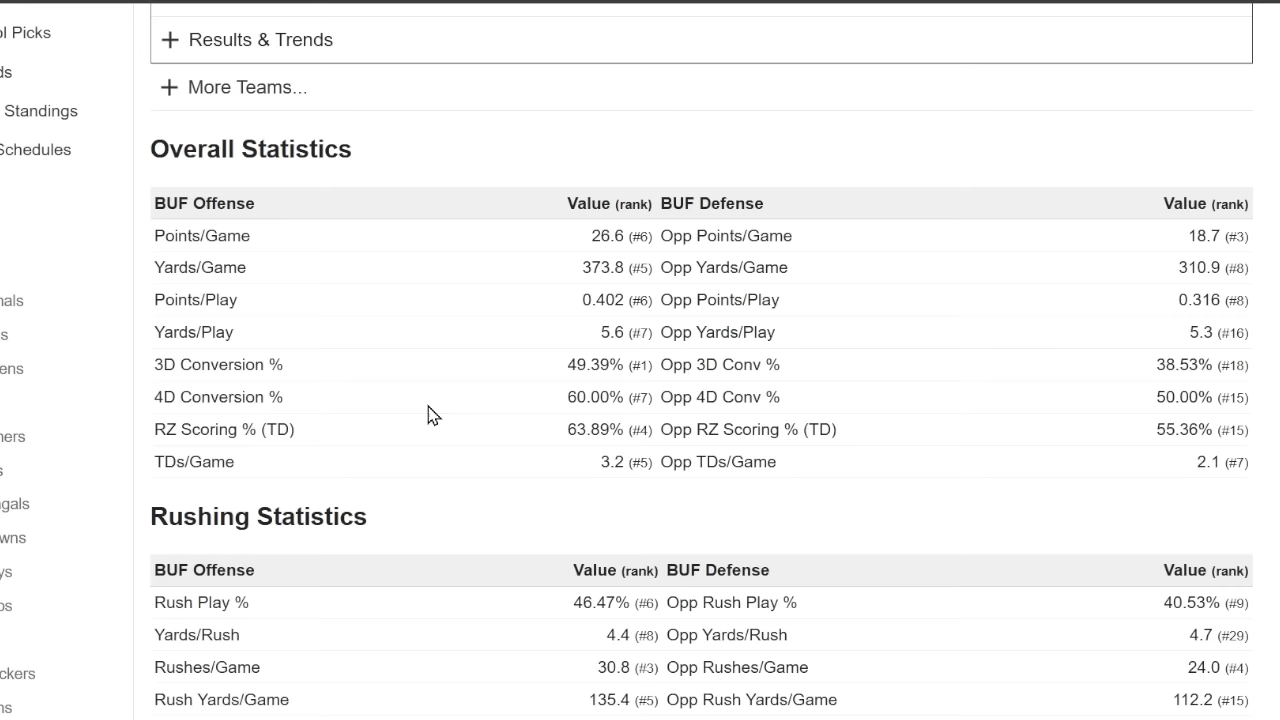 ol Picks
ds
Standings
Schedules
nals
s
ens
ners
s
ngals
wns
ys
os
ckers
ns
+ Results & Trends
+ More Teams...
Overall Statistics
BUF Offense Value (rank) BUF Defense Value (rank)
Points/Game 26.6 (#6) Opp Points/Game 18.7 (#3)
Yards/Game 373.8 (#5) Opp Yards/Game 310.9 (#8)
Points/Play 0.402 (#6) Opp Points/Play 0.316 (#8)
Yards/Play 5.6 (#7) Opp Yards/Play 5.3 (#16)
3D Conversion % 49.39% (#1) Opp 3D Conv % 38.53% (#18)
4D Conversion % 60.00% (#7) Opp 4D Conv % 50.00% (#15)
RZ Scoring % (TD) 63.89% (#4) Opp RZ Scoring % (TD) 55.36% (#15)
TDs/Game 3.2 (#5) Opp TDs/Game 2.1 (#7)
Rushing Statistics
BUF Offense Value (rank) BUF Defense Value (rank)
Rush Play % 46.47% (#6) Opp Rush Play % 40.53% (#9)
Yards/Rush 4.4 (#8) Opp Yards/Rush 4.7 (#29)
Rushes/Game 30.8 (#3) Opp Rushes/Game 24.0 (#4)
Rush Yards/Game 135.4 (#5) Opp Rush Yards/Game 112.2 (#15)